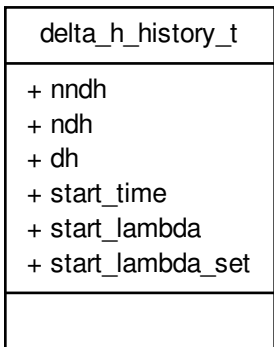 delta_h_history_t
+ nndh
+ ndh
+ dh
+ start_time
+ start_lambda
+ start_lambda_set